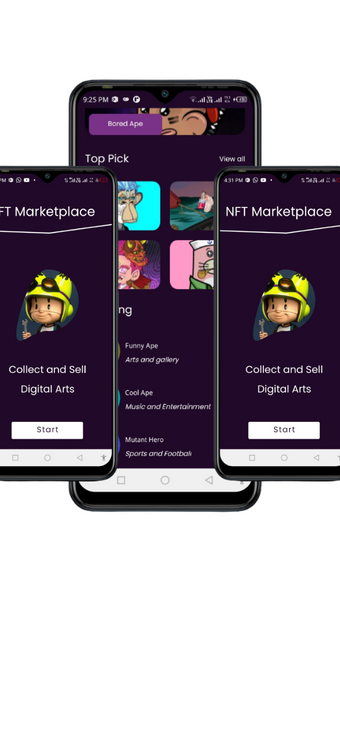 9:25 PM
Bored Ape
Top Pick
View all
PM
4:31 PM
FT Marketplace
NFT Marketplace
ng
Funny Ape
Arts and gallery
Collect and Sell
Digital Arts
Collect and Sell
Digital Arts
Cool Ape
Music and Entertainment
Start
Start
Mutant Hero
Sports and Football